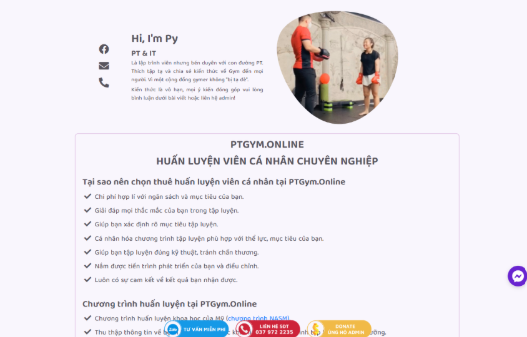 Hi, I'm Py
PT & IT
Là lập trình viên nhưng bén duyên với con đường PT.
Thích tập tạ và chia sẻ kiến thức về Gym đến mọi
người. Vì một cộng đồng gymer không "bị tạ đè".
Kiến thức là vô hạn, mọi ý kiến đóng góp vui lòng
bình luận dưới bài viết hoặc liên hệ admin!
PTGYM.ONLINE
HUẤN LUYỆN VIÊN CÁ NHÂN CHUYÊN NGHIỆP
Tại sao nên chọn thuê huấn luyện viên cá nhân tại PTGym.Online
Chi phí hợp lí với ngân sách và mục tiêu của bạn.
Giải đáp mọi thắc mắc của bạn trong tập luyện.
Giúp bạn xác định rõ mục tiêu tập luyện.
Cá nhân hóa chương trình tập luyện phù hợp với thể lực, mục tiêu của bạn.
Giúp bạn tập luyện đúng kỹ thuật, tránh chấn thương.
Nắm được tiến trình phát triển của bạn và điều chỉnh.
Luôn có sự cam kết về kết quả bạn nhận được.
Chương trình huấn luyện tại PTGym.Online
Chương trình huấn luyện khoa học của Mỹ (chương trình NASM).
Thu thập thông tin về
Zalo TƯ VẤN MIỄN PHÍ
LIÊN HỆ SĐT
037 972 2235
DONATE
ỦNG HỘ ADMIN